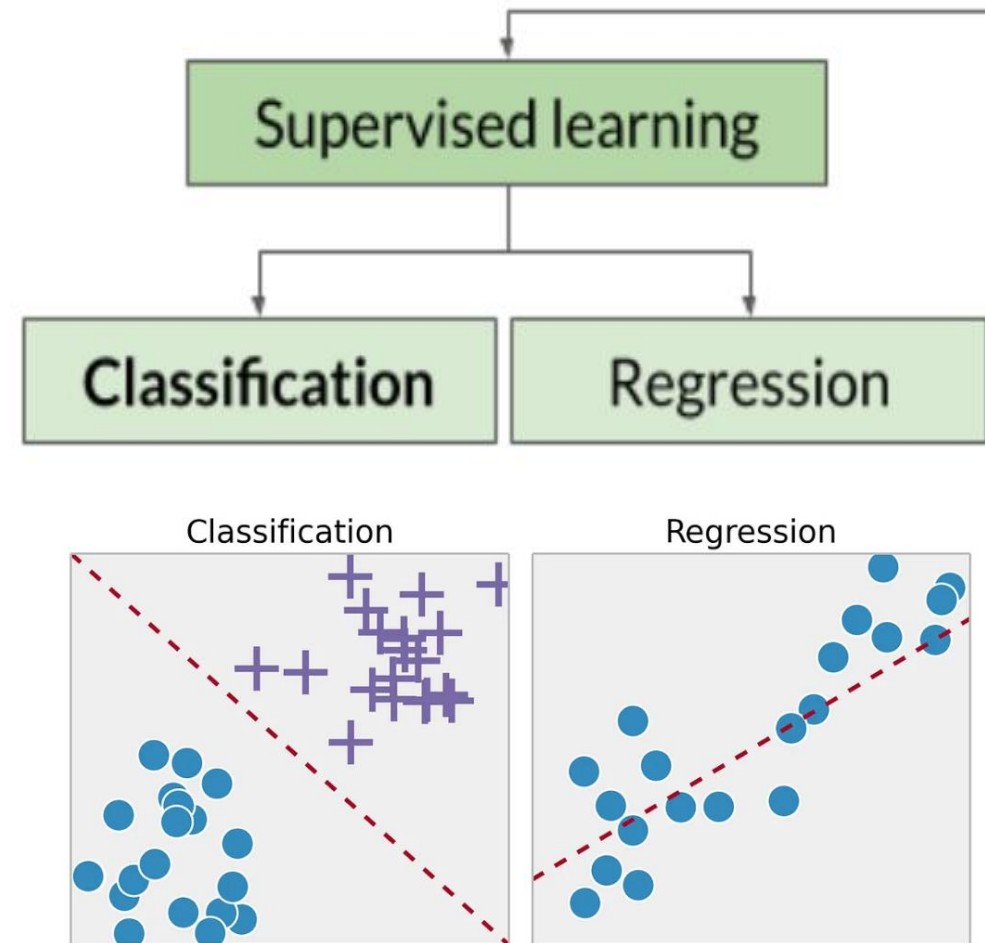 Supervised learning
Classification
Regression
Classification
Regression